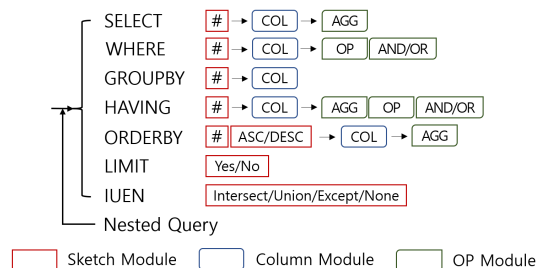 SELECT # COL AGG
WHERE # COL OP AND/OR
GROUPBY # COL
HAVING # COL AGG OP AND/OR
ORDERBY # ASC/DESC COL AGG
LIMIT Yes/No
IUEN Intersect/Union/Except/None
Nested Query
Sketch Module Column Module OP Module